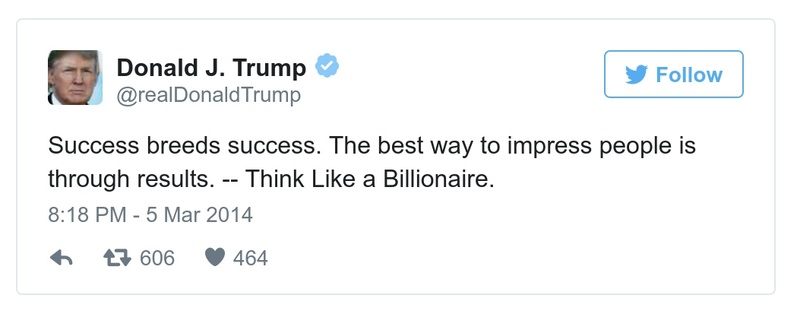 Donald J. Trump
@realDonaldTrump
Follow
Success breeds success. The best way to impress people is
through results. -- Think Like a Billionaire.
8:18 PM - 5 Mar 2014
606 464